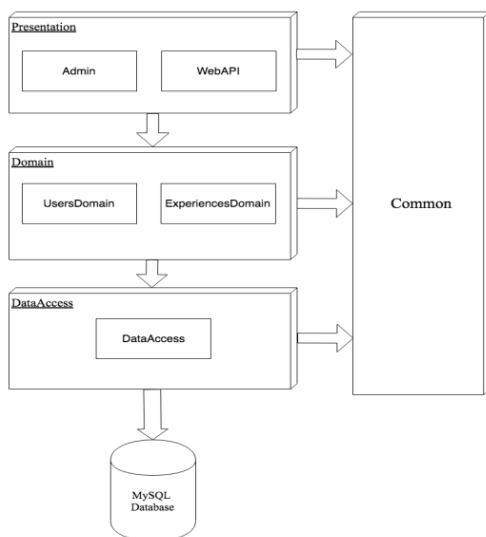 Presentation
Admin
WebAPI
Domain
UsersDomain
ExperiencesDomain
Common
DataAccess
DataAccess
MySQL
Database